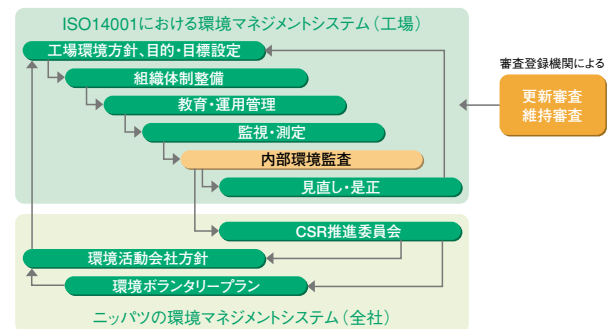 ISO14001における環境マネジメントシステム（工場）
工場環境方針、目的・目標設定
組織体制整備
教育・運用管理
監視・測定
内部環境監査
見直し・是正
審査登録機関による
更新審査
維持審査
CSR推進委員会
環境活動会社方針
環境ボランタリープラン
ニッパツの環境マネジメントシステム（全社）